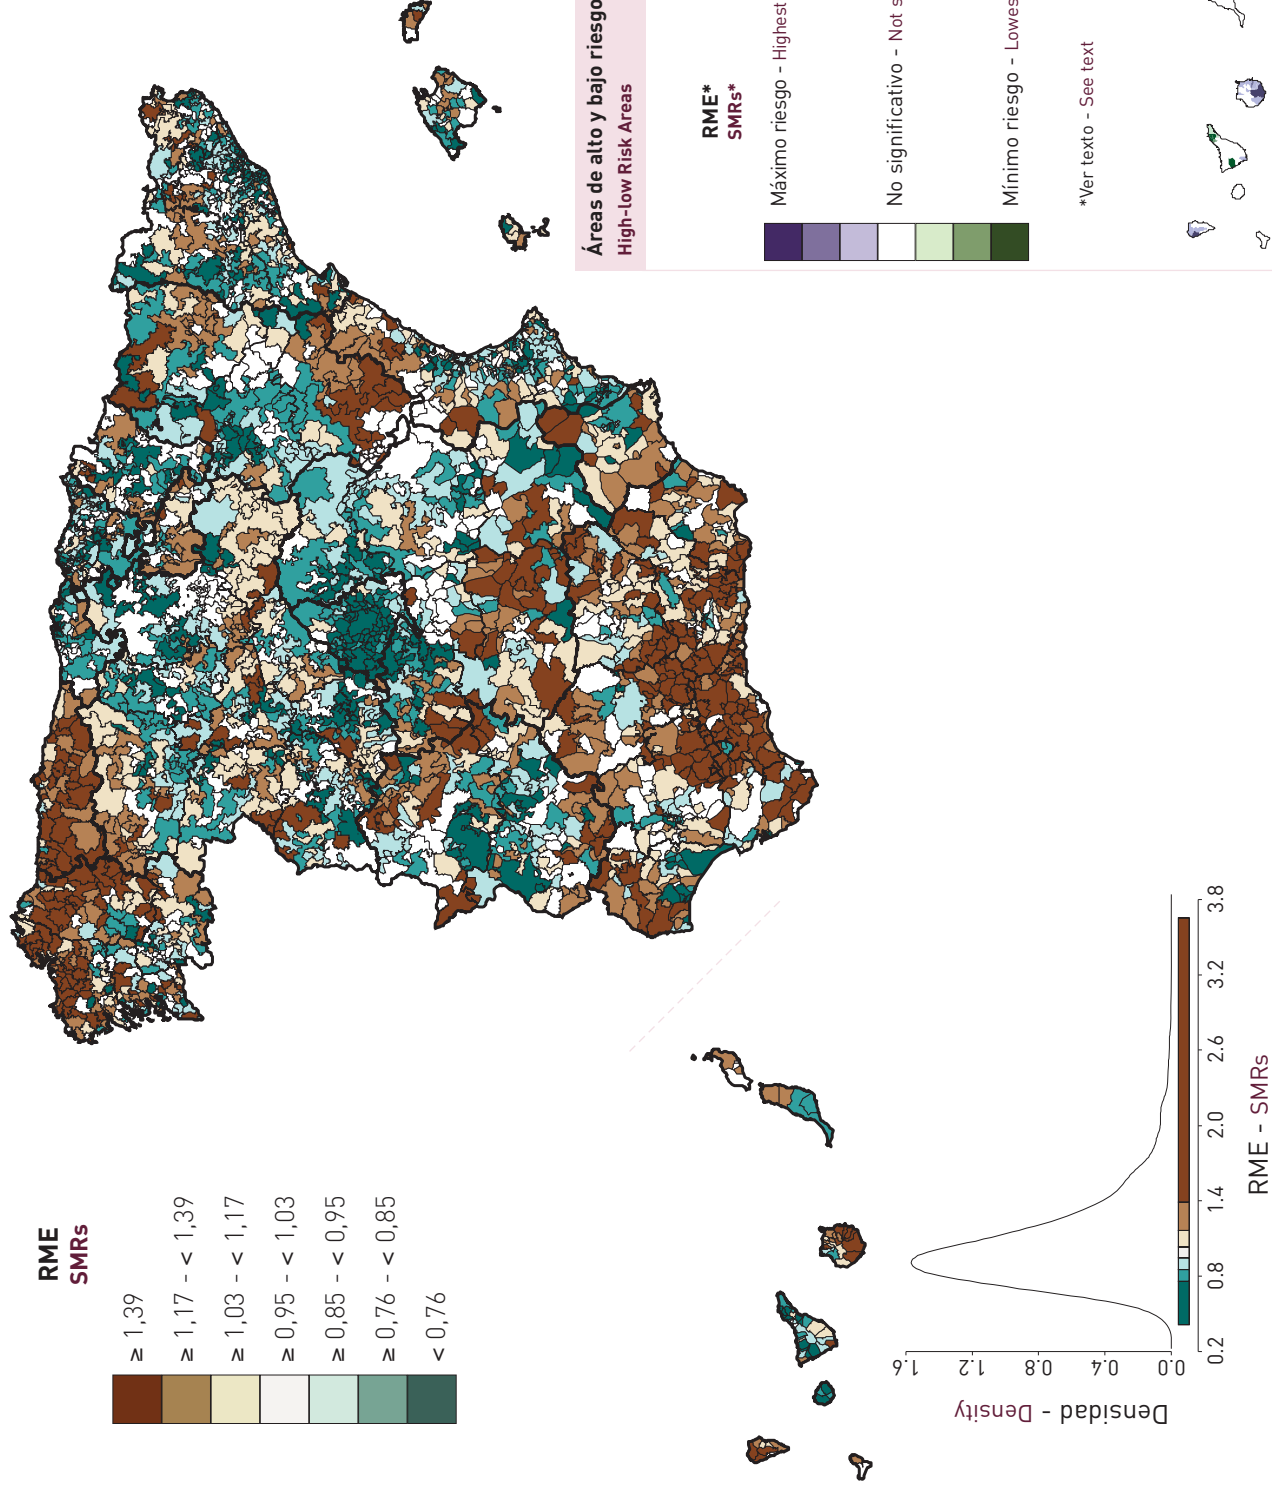 RME
SMRs
≥ 1,39
≥ 1,17 - < 1,39
≥ 1,03 - < 1,17
≥ 0,95 - < 1,03
≥ 0,85 - < 0,95
≥ 0,76 - < 0,85
< 0,76
Áreas de alto y bajo riesgo
High-low Risk Areas
RME*
SMRs*
Máximo riesgo - Highest
No significativo - Not s
Mínimo riesgo - Lowes
*Ver texto - See text
Densidad - Density
1.6
1.2
0.8
0.4
0.0
0.2
0.8
1.4
2.0
2.6
3.2
3.8
RME - SMRs